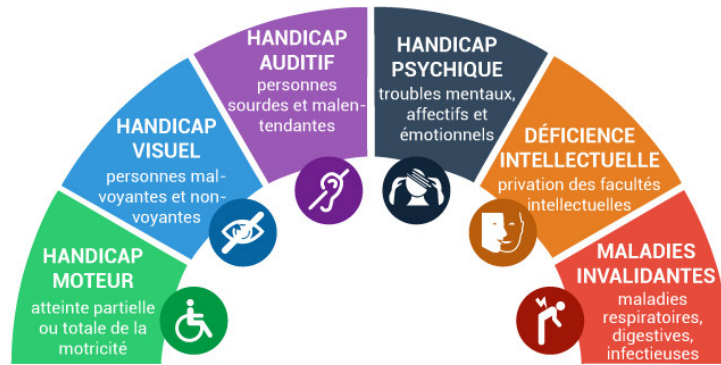 HANDICAP
MOTEUR
atteinte partielle
ou totale de la
motricité
HANDICAP
VISUEL
personnes mal-
voyantes et non-
voyantes
HANDICAP
AUDITIF
personnes
sourdes et malen-
tendantes
HANDICAP
PSYCHIQUE
troubles mentaux,
affectifs et
émotionnels
DÉFICIENCE
INTELLECTUELLE
privation des facultés
intellectuelles
MALADIES
INVALIDANTES
maladies
respiratoires,
digestives,
infectieuses